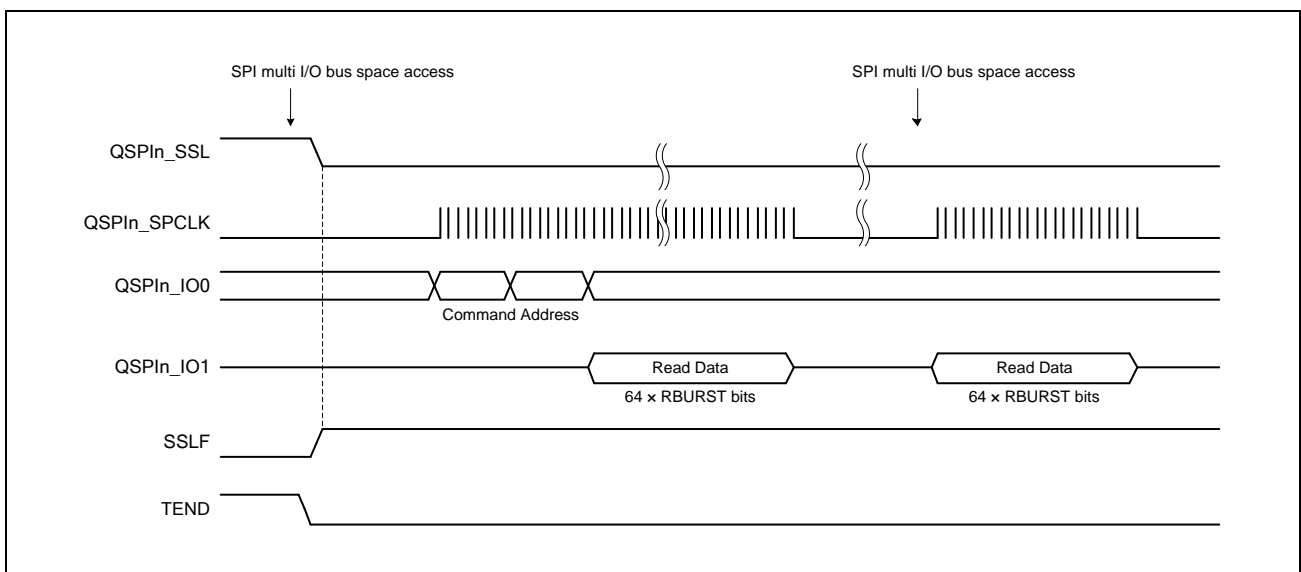 SPI multi I/O bus space access
SPI multi I/O bus space access
QSPIn_SSL
QSPIn_SPCLK
QSPIn_IO0
Command Address
QSPIn_IO1
Read Data
Read Data
64 × RBURST bits
64 × RBURST bits
SSLF
TEND